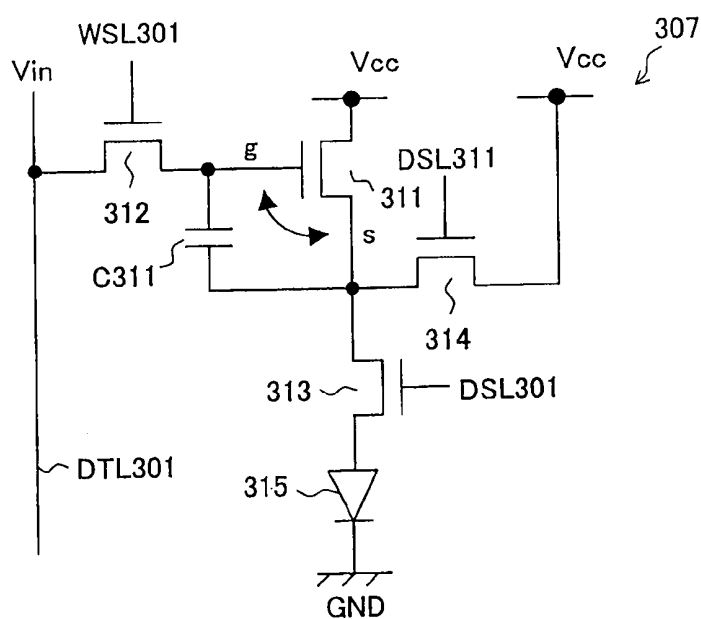 WSL301
307
Vin
Vcc
Vcc
g
DSL311
312
311
s
C311
314
313
DSL301
DTL301
315
GND